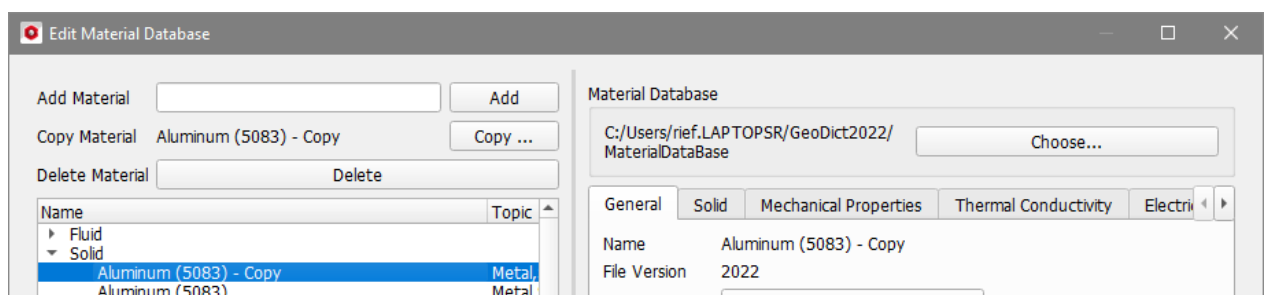 Edit Material Database
Add Material
Add
Copy Material Aluminum (5083) - Copy
Copy ...
Delete Material
Delete
Name Topic
Fluid
Solid
Aluminum (5083) - Copy Metal,
Aluminum (5083) Metal
Material Database
C:/Users/rief.LAPTOPSR/GeoDict2022/
MaterialDataBase
Choose...
General Solid Mechanical Properties Thermal Conductivity Electri
Name Aluminum (5083) - Copy
File Version 2022